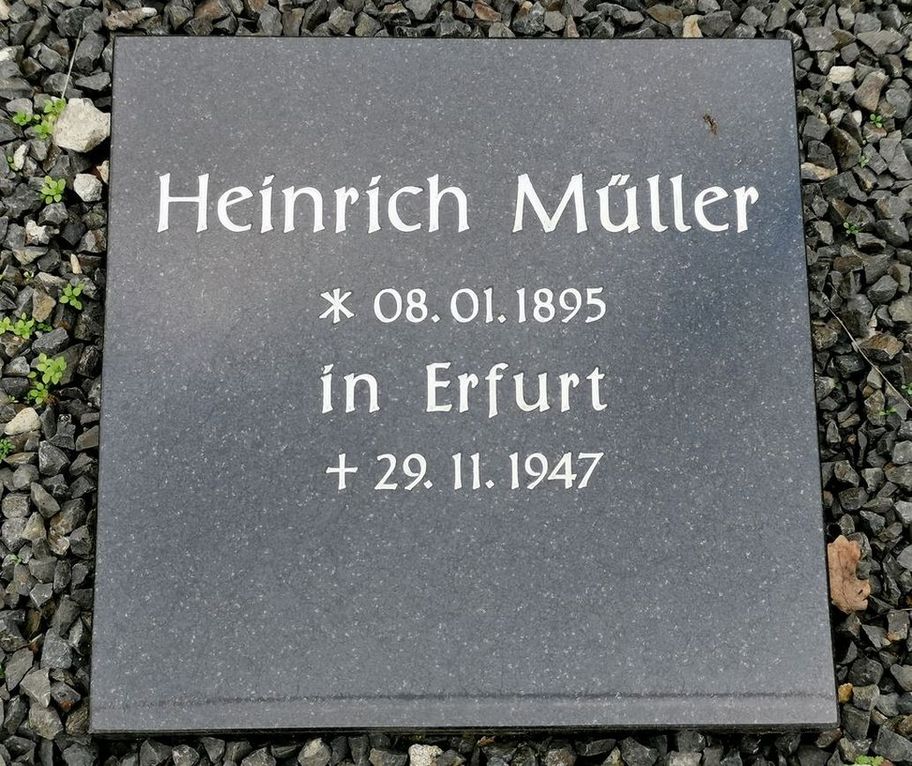 Heinrich Müller
* 08.01.1895
in Erfurt
+ 29.11.1947